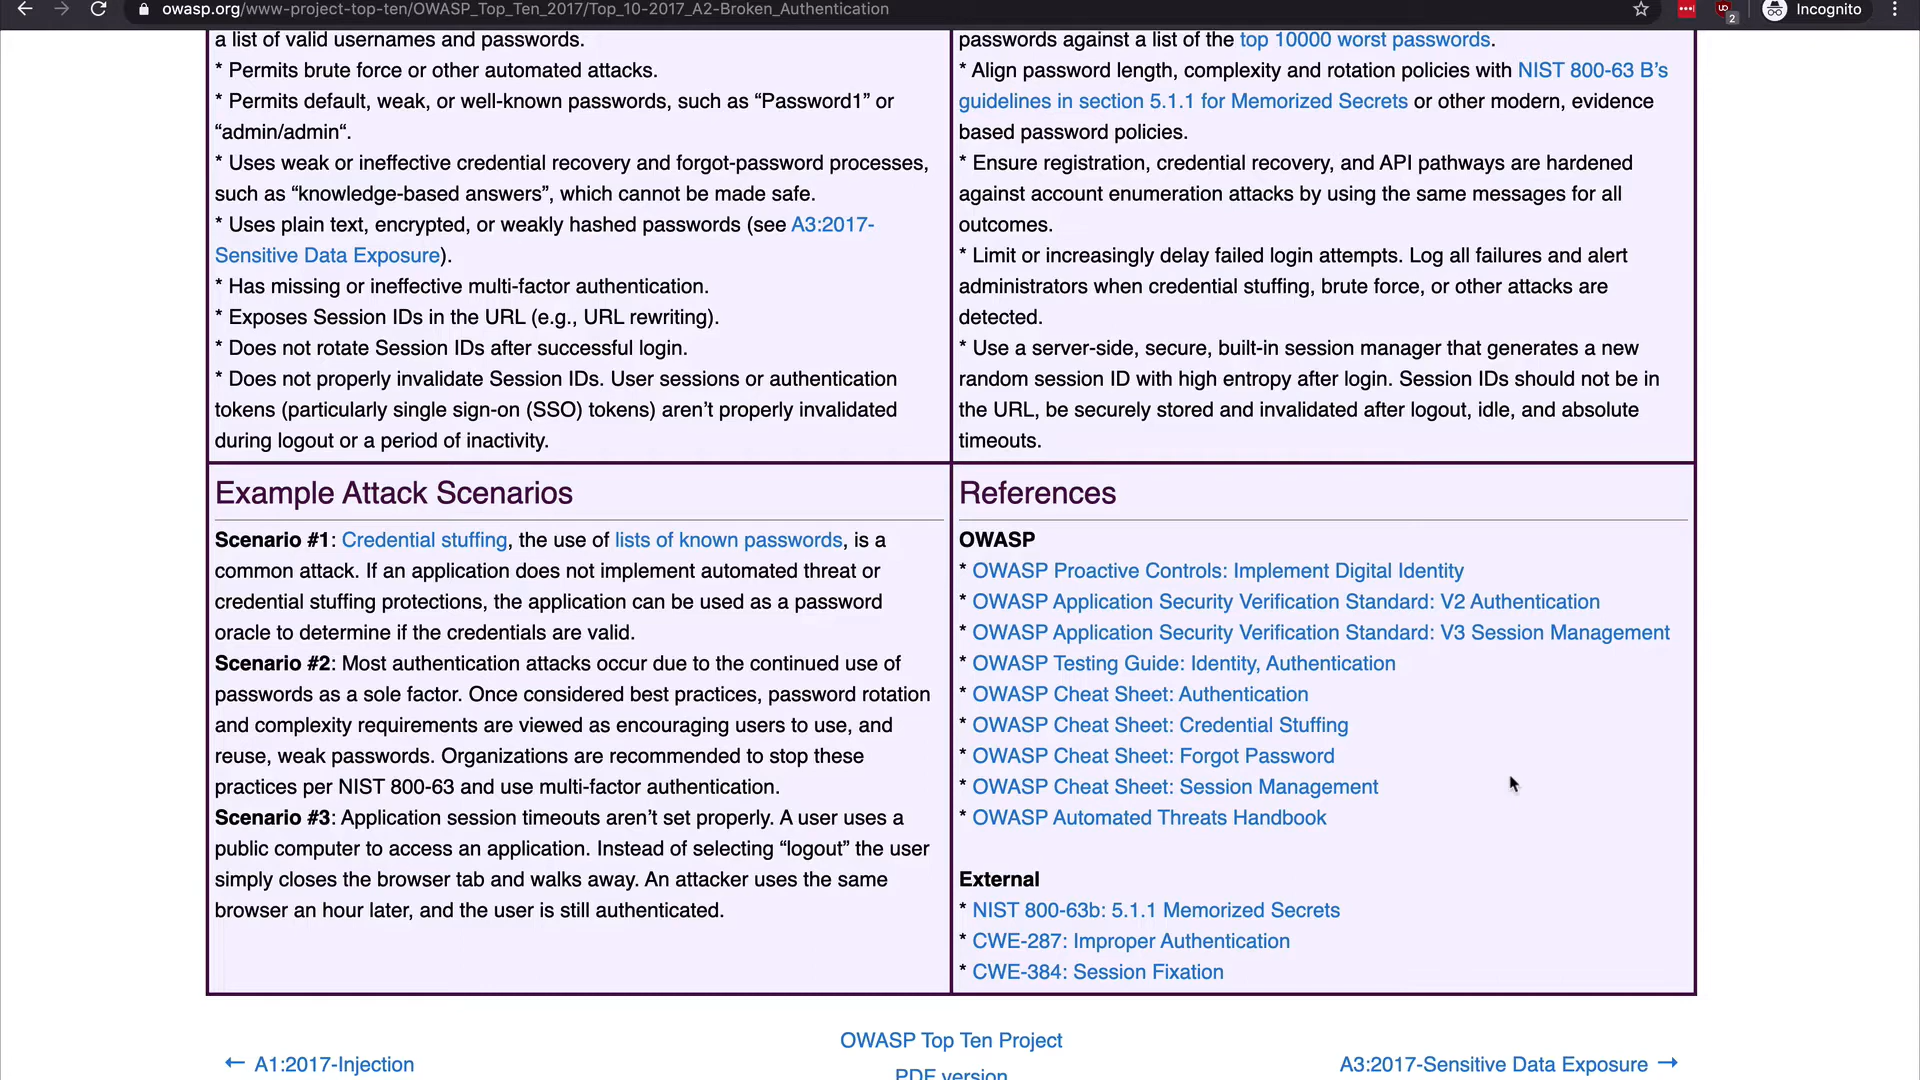 owasp.org/www-project-top-ten/OWASP_Top_Ten_2017/Top_10-2017_A2-Broken_Authentication
2
Incognito
a list of valid usernames and passwords.
* Permits brute force or other automated attacks.
* Permits default, weak, or well-known passwords, such as “Password1” or
“admin/admin“.
* Uses weak or ineffective credential recovery and forgot-password processes,
such as “knowledge-based answers”, which cannot be made safe.
* Uses plain text, encrypted, or weakly hashed passwords (see A3:2017-
Sensitive Data Exposure).
* Has missing or ineffective multi-factor authentication.
* Exposes Session IDs in the URL (e.g., URL rewriting).
* Does not rotate Session IDs after successful login.
* Does not properly invalidate Session IDs. User sessions or authentication
tokens (particularly single sign-on (SSO) tokens) aren’t properly invalidated
during logout or a period of inactivity.
passwords against a list of the top 10000 worst passwords.
* Align password length, complexity and rotation policies with NIST 800-63 B’s
guidelines in section 5.1.1 for Memorized Secrets or other modern, evidence
based password policies.
* Ensure registration, credential recovery, and API pathways are hardened
against account enumeration attacks by using the same messages for all
outcomes.
* Limit or increasingly delay failed login attempts. Log all failures and alert
administrators when credential stuffing, brute force, or other attacks are
detected.
* Use a server-side, secure, built-in session manager that generates a new
random session ID with high entropy after login. Session IDs should not be in
the URL, be securely stored and invalidated after logout, idle, and absolute
timeouts.
Example Attack Scenarios
Scenario #1: Credential stuffing, the use of lists of known passwords, is a
common attack. If an application does not implement automated threat or
credential stuffing protections, the application can be used as a password
oracle to determine if the credentials are valid.
Scenario #2: Most authentication attacks occur due to the continued use of
passwords as a sole factor. Once considered best practices, password rotation
and complexity requirements are viewed as encouraging users to use, and
reuse, weak passwords. Organizations are recommended to stop these
practices per NIST 800-63 and use multi-factor authentication.
Scenario #3: Application session timeouts aren’t set properly. A user uses a
public computer to access an application. Instead of selecting “logout” the user
simply closes the browser tab and walks away. An attacker uses the same
browser an hour later, and the user is still authenticated.
References
OWASP
* OWASP Proactive Controls: Implement Digital Identity
* OWASP Application Security Verification Standard: V2 Authentication
* OWASP Application Security Verification Standard: V3 Session Management
* OWASP Testing Guide: Identity, Authentication
* OWASP Cheat Sheet: Authentication
* OWASP Cheat Sheet: Credential Stuffing
* OWASP Cheat Sheet: Forgot Password
* OWASP Cheat Sheet: Session Management
* OWASP Automated Threats Handbook
External
* NIST 800-63b: 5.1.1 Memorized Secrets
* CWE-287: Improper Authentication
* CWE-384: Session Fixation
← A1:2017-Injection
OWASP Top Ten Project
PDF version
A3:2017-Sensitive Data Exposure →